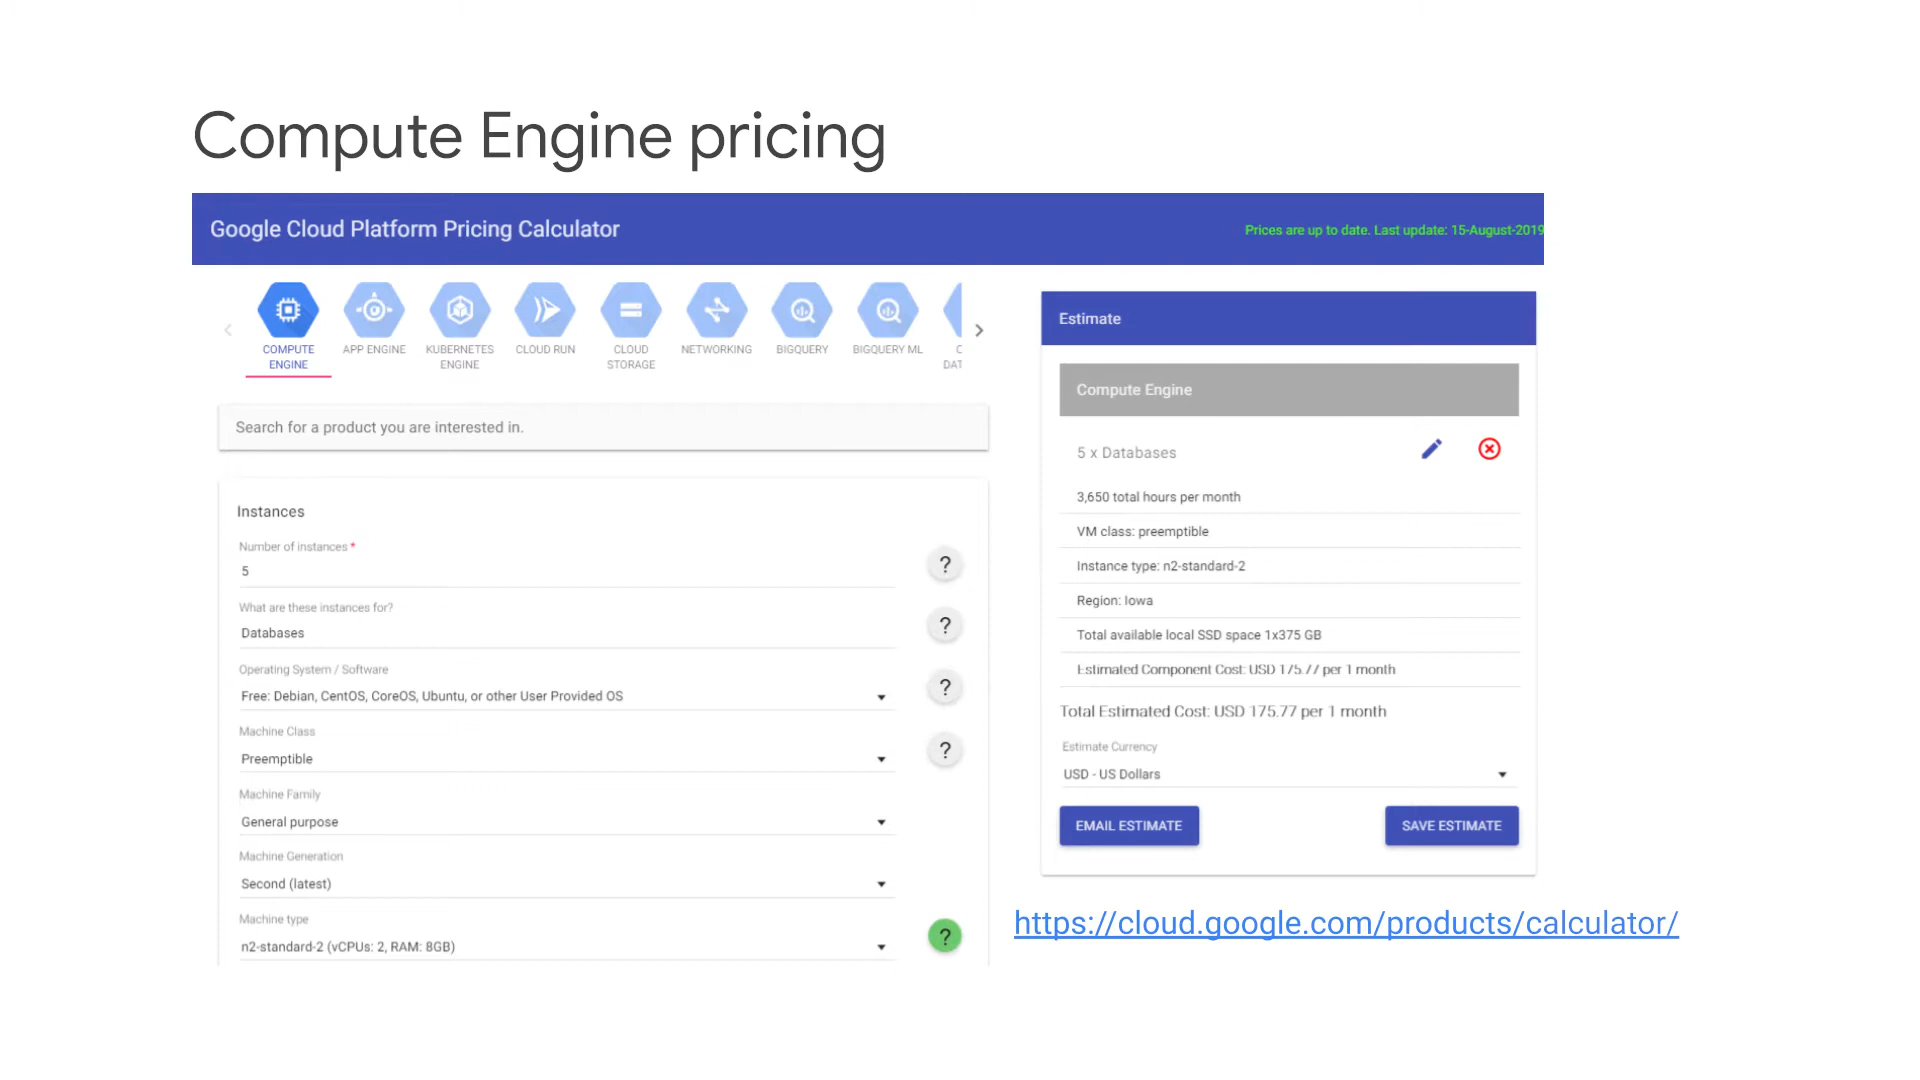 Compute Engine pricing
Google Cloud Platform Pricing Calculator
Prices are up to date. Last update: 15-August-2019
COMPUTE ENGINE
APP ENGINE
KUBERNETES ENGINE
CLOUD RUN
CLOUD STORAGE
NETWORKING
BIGQUERY
BIGQUERY ML
C
DAT
Search for a product you are interested in.
Instances
Number of instances *
5
?
What are these instances for?
Databases
?
Operating System / Software
Free: Debian, CentOS, CoreOS, Ubuntu, or other User Provided OS
?
Machine Class
Preemptible
?
Machine Family
General purpose
Machine Generation
Second (latest)
Machine type
n2-standard-2 (vCPUs: 2, RAM: 8GB)
?
Estimate
Compute Engine
5 x Databases
3,650 total hours per month
VM class: preemptible
Instance type: n2-standard-2
Region: Iowa
Total available local SSD space 1x375 GB
Estimated Component Cost: USD 175.77 per 1 month
Total Estimated Cost: USD 175.77 per 1 month
Estimate Currency
USD - US Dollars
EMAIL ESTIMATE
SAVE ESTIMATE
https://cloud.google.com/products/calculator/